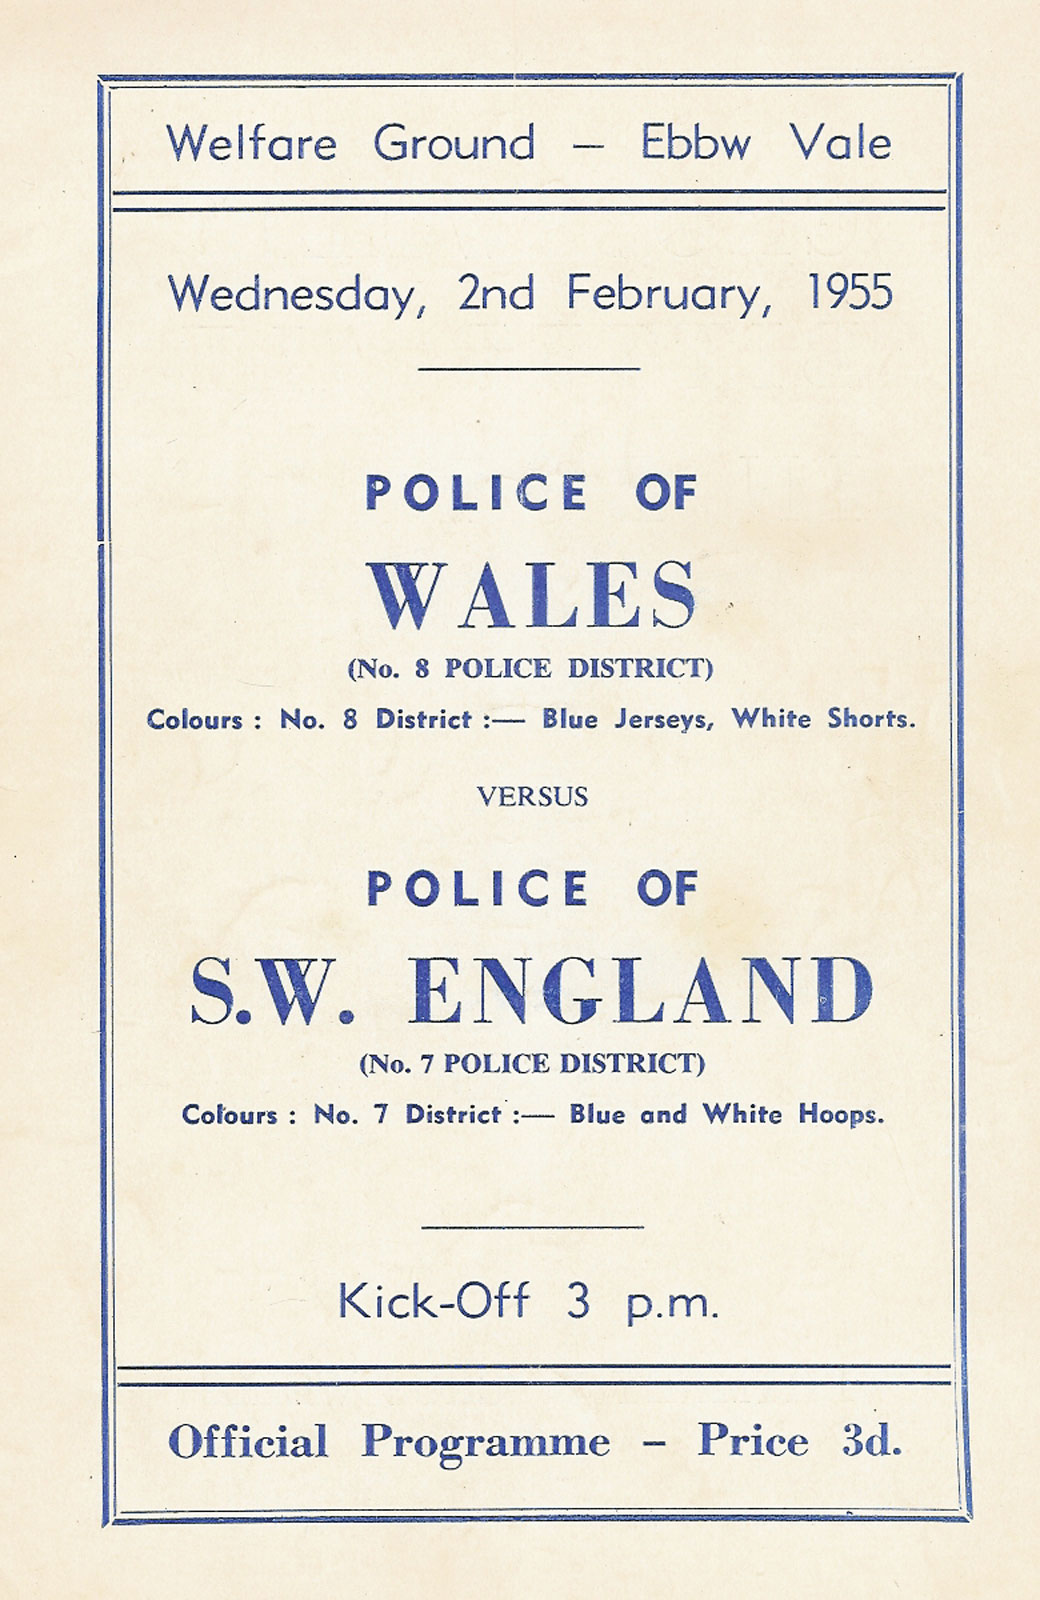 Welfare Ground — Ebbw Vale
Wednesday, 2nd February, 1955
POLICE OF
WALES
(No. 8 POLICE DISTRICT)
Colours : No. 8 District :— Blue Jerseys, White Shorts.
VERSUS
POLICE OF
S.W. ENGLAND
(No. 7 POLICE DISTRICT)
Colours : No. 7 District :— Blue and White Hoops.
Kick-Off 3 p.m.
Official Programme – Price 3d.